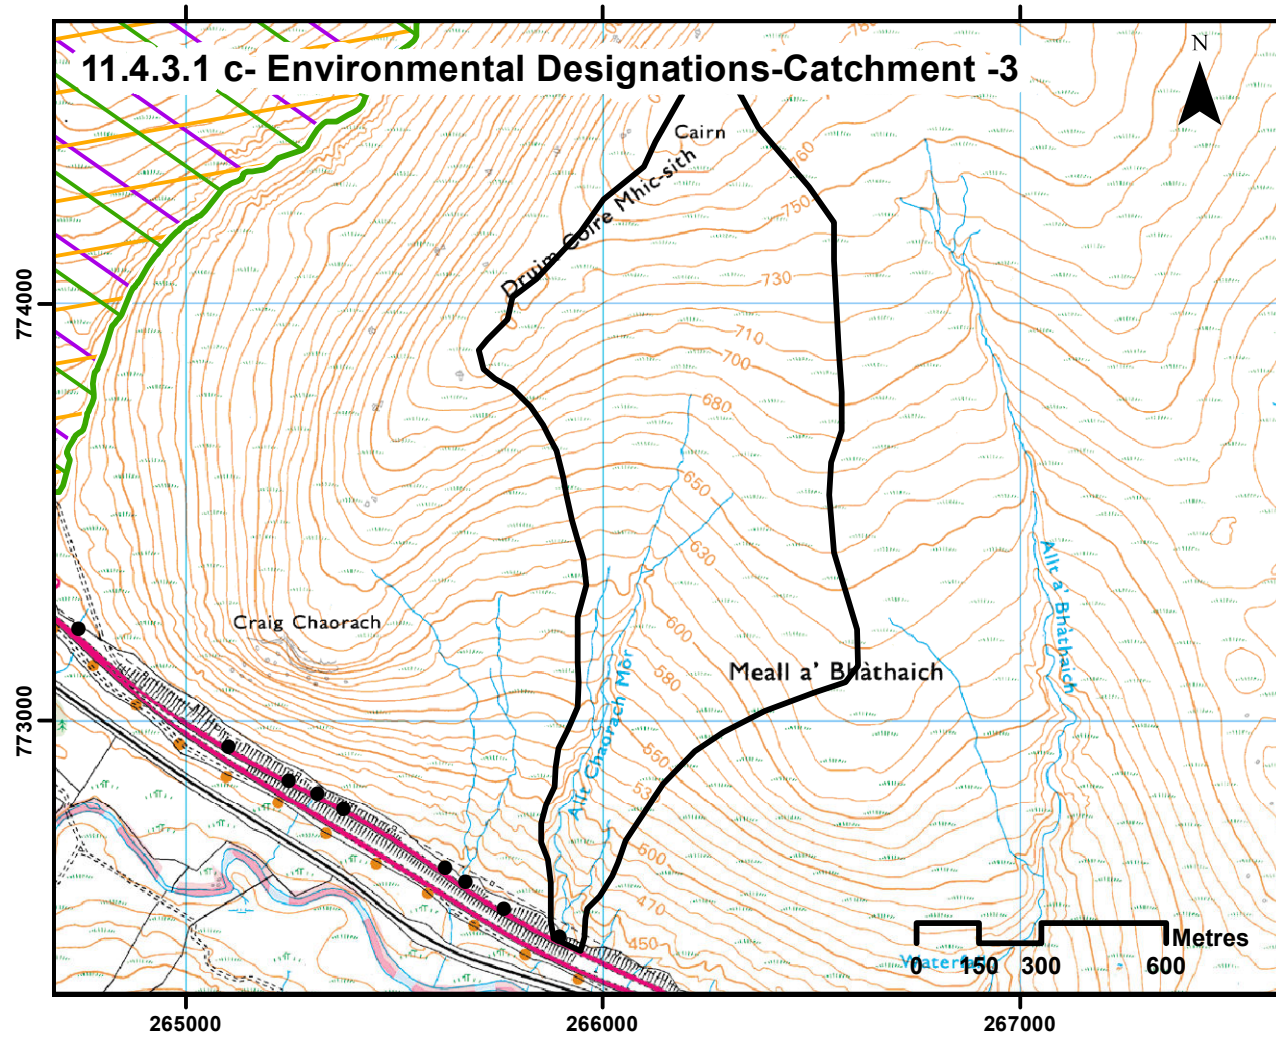 11.4.3.1 c- Environmental Designations-Catchment -3
N
Cairn
760
Druim Coire Mhic-sith
750
730
774000
710
700
680
650
630
Allt a' Bhàthaich
Craig Chaorach
600
Meall a' Bhàthaich
580
773000
Allt Chaorach Mòr
550
530
500
470
450
Metres
0 150 300 600
265000 266000 267000